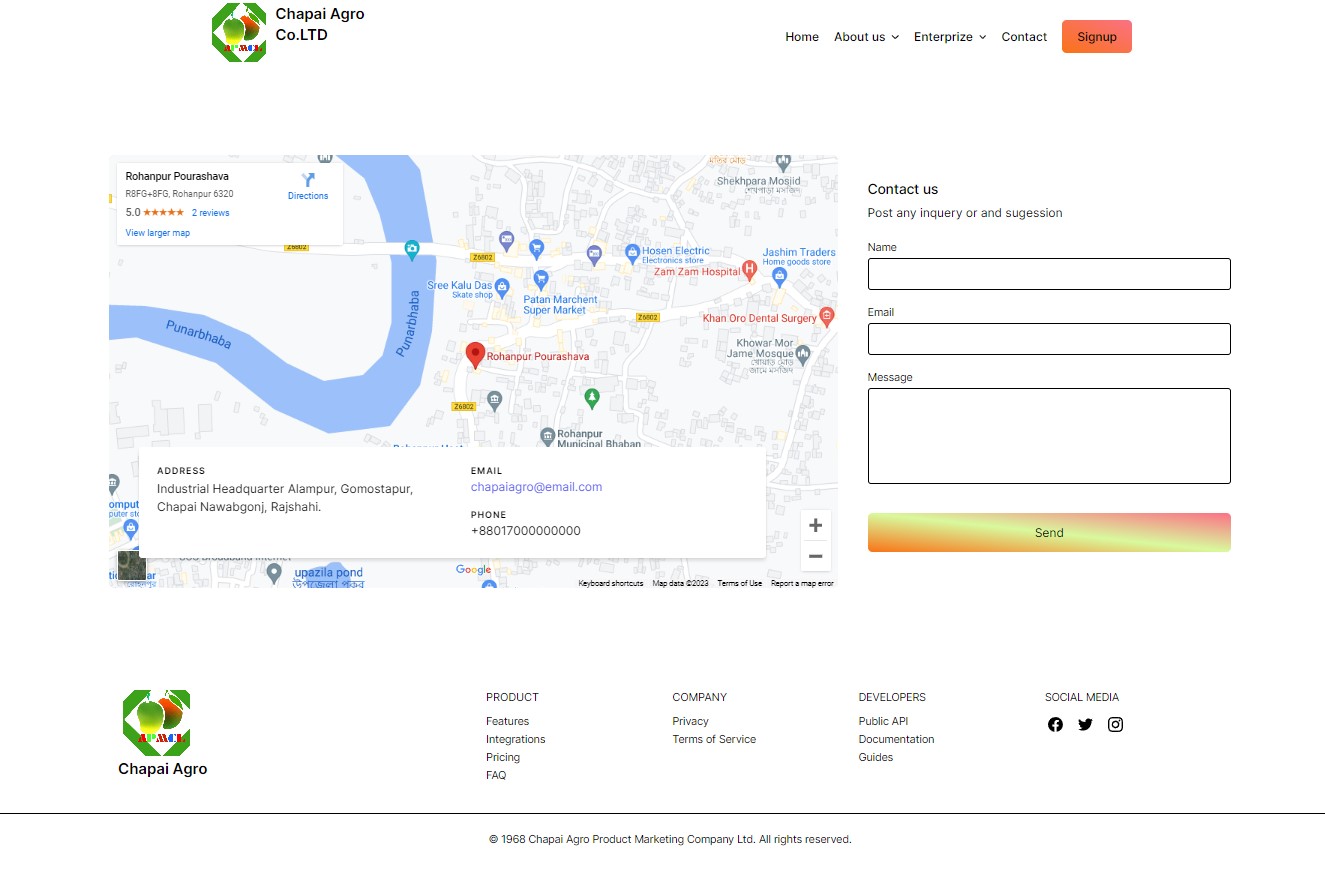 Chapai Agro
Co.LTD
APMCL
Home
About us
Enterprize
Contact
Signup
Rohanpur Pourashava
R8FG+8FG, Rohanpur 6320
Directions
5.0 ★★★★★ 2 reviews
View larger map
Shekhpara Mosjid
শেখপাড়া মসজিদ
Z6802
Z6802
Hosen Electric
Electronics store
Jashim Traders
Home goods store
Zam Zam Hospital
Sree Kalu Das
Skate shop
Patan Marchent
Super Market
Punarbhaba
Punarbhaba
Z6802
Khan Oro Dental Surgery
Khowar Mor
Jame Mosque
খোয়াড় মোড়
জামে মসজিদ
Rohanpur Pourashava
Z6802
Rohanpur
Municipal Bhaban
ADDRESS
Industrial Headquarter Alampur, Gomostapur,
Chapai Nawabgonj, Rajshahi.
EMAIL
chapaiagro@email.com
PHONE
+88017000000000
upazila pond
Google
Keyboard shortcuts
Map data ©2023
Terms of Use
Report a map error
Contact us
Post any inquery or and sugession
Name
Email
Message
Send
APMCL
Chapai Agro
PRODUCT
Features
Integrations
Pricing
FAQ
COMPANY
Privacy
Terms of Service
DEVELOPERS
Public API
Documentation
Guides
SOCIAL MEDIA
© 1968 Chapai Agro Product Marketing Company Ltd. All rights reserved.